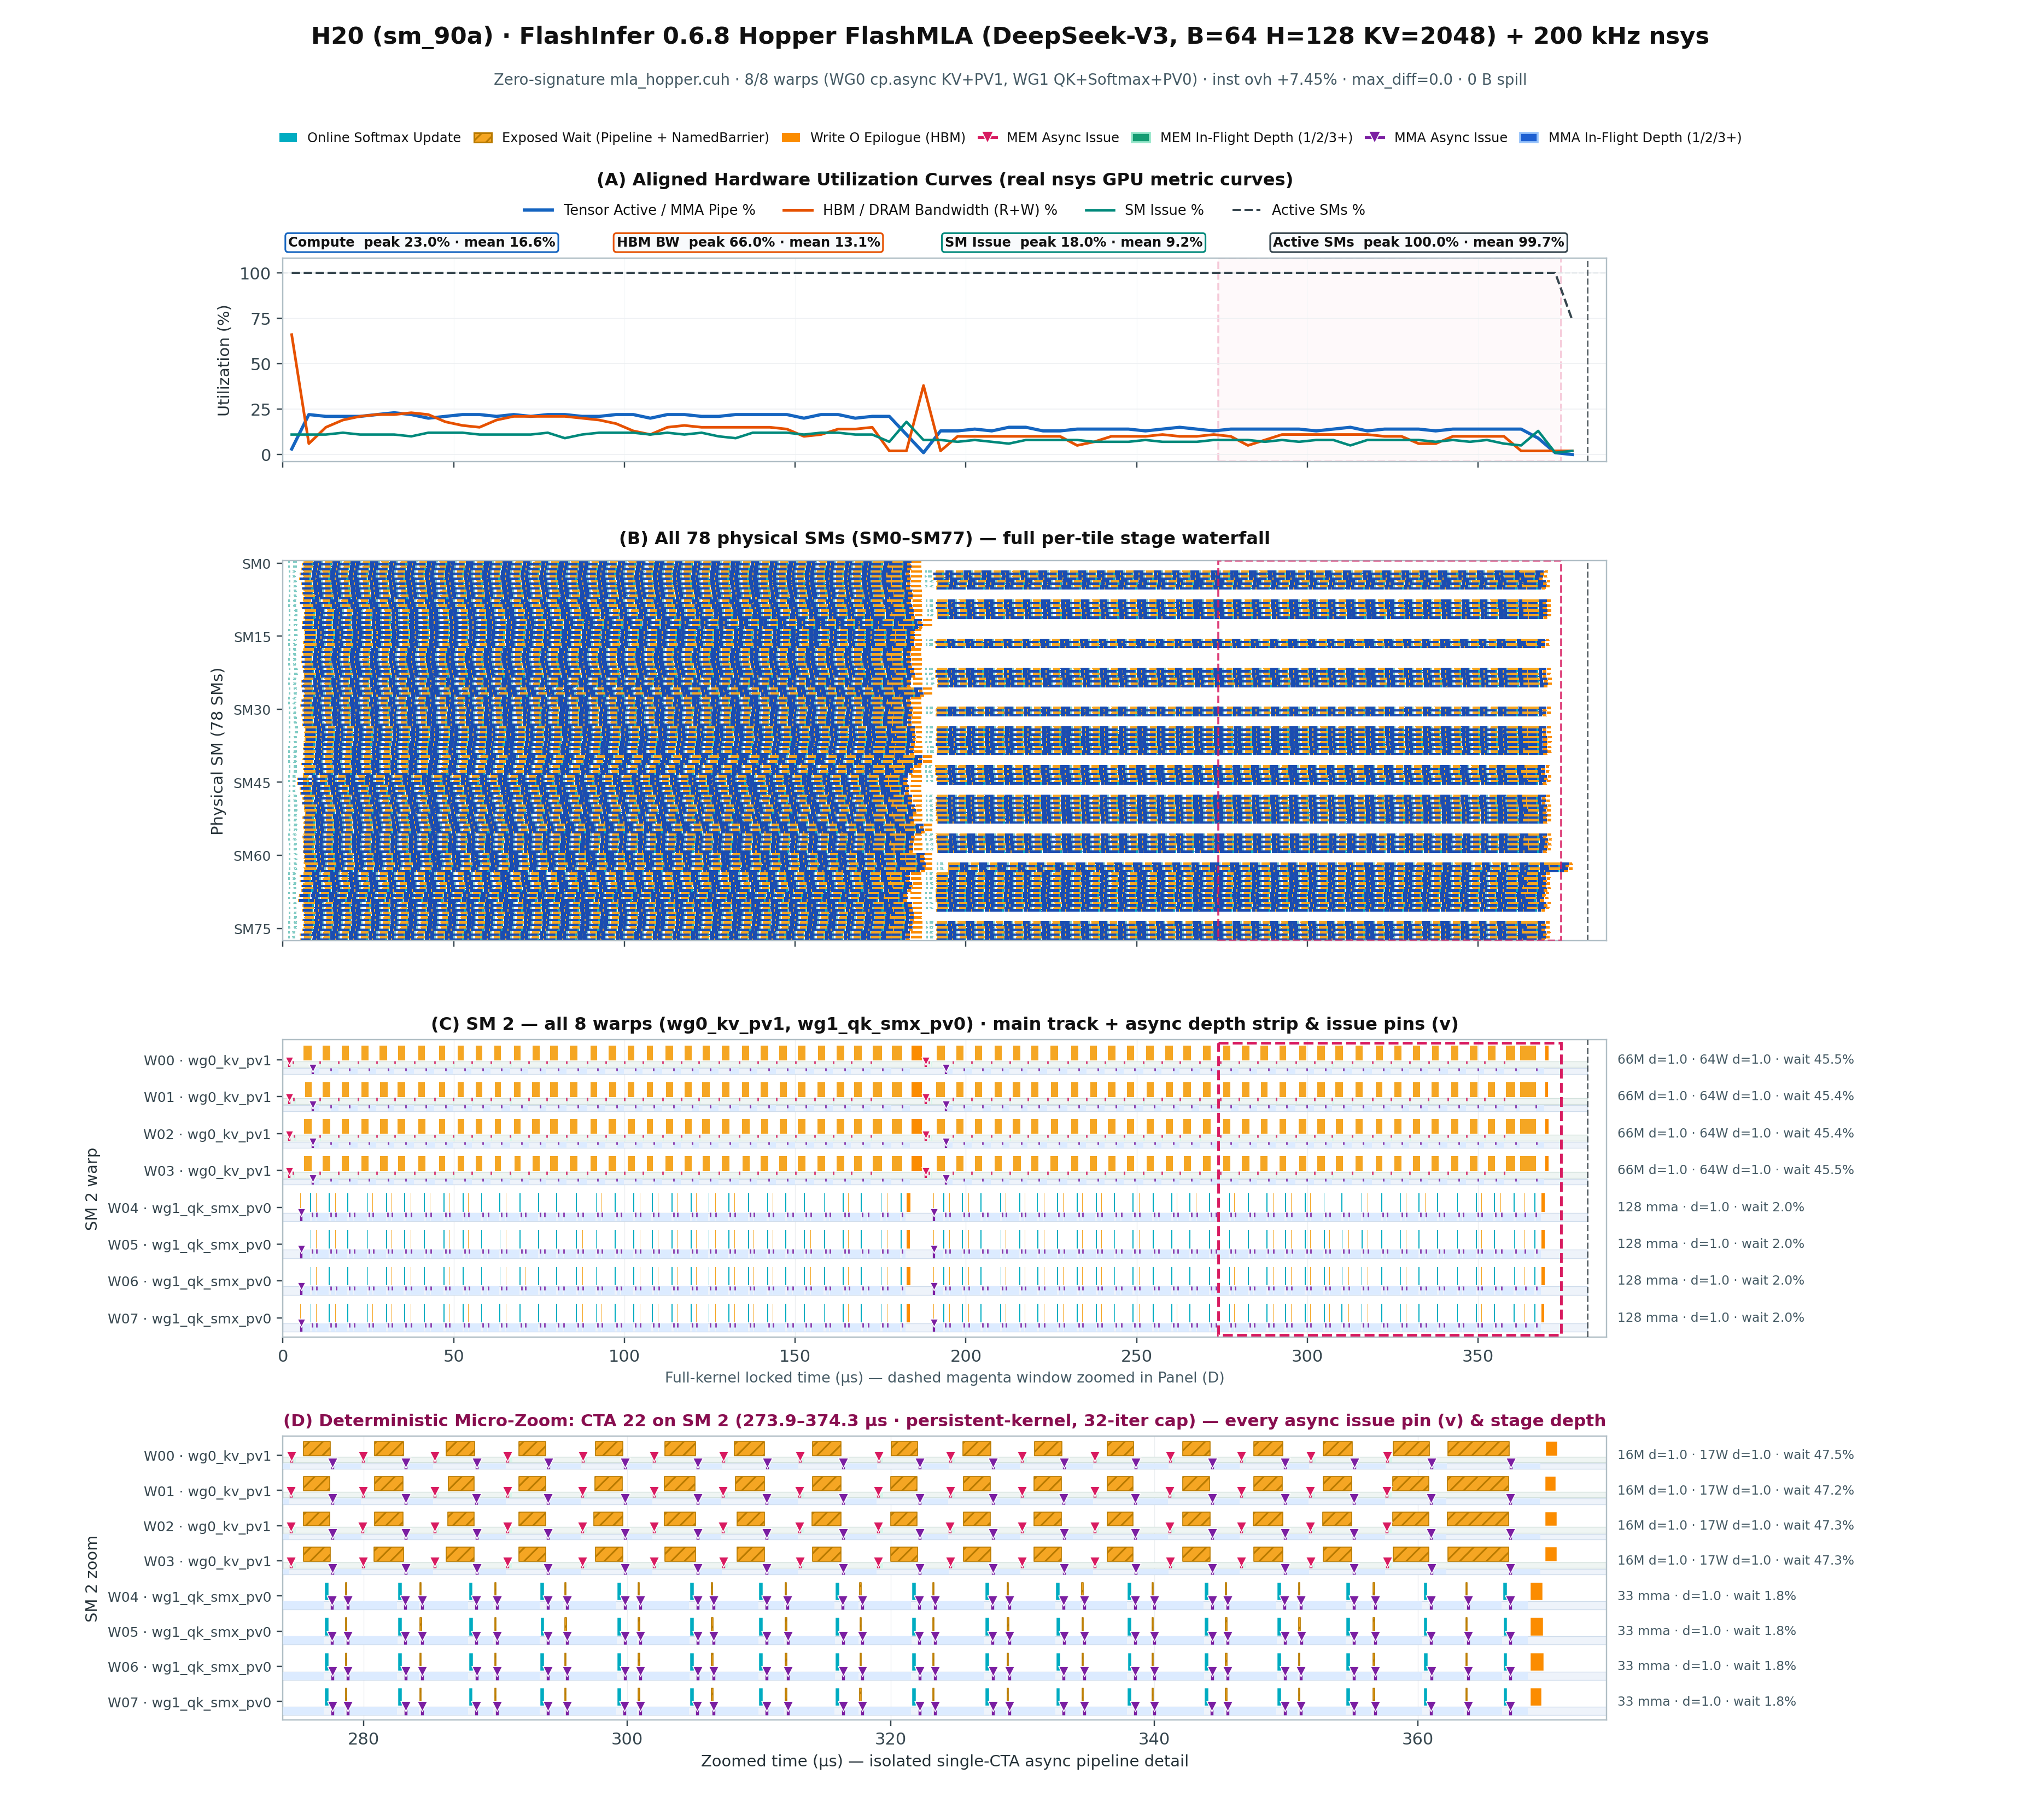 H20 (sm_90a) · FlashInfer 0.6.8 Hopper FlashMLA (DeepSeek-V3, B=64 H=128 KV=2048) + 200 kHz nsys
Zero-signature mla_hopper.cuh · 8/8 warps (WG0 cp.async KV+PV1, WG1 QK+Softmax+PV0) · inst ovh +7.45% · max_diff=0.0 · 0 B spill
Online Softmax Update Exposed Wait (Pipeline + NamedBarrier) Write O Epilogue (HBM) MEM Async Issue MEM In-Flight Depth (1/2/3+) MMA Async Issue MMA In-Flight Depth (1/2/3+)
(A) Aligned Hardware Utilization Curves (real nsys GPU metric curves)
Tensor Active / MMA Pipe % HBM / DRAM Bandwidth (R+W) % SM Issue % Active SMs %
Compute peak 23.0% · mean 16.6% HBM BW peak 66.0% · mean 13.1% SM Issue peak 18.0% · mean 9.2% Active SMs peak 100.0% · mean 99.7%
Utilization (%)
100
75
50
25
0
(B) All 78 physical SMs (SM0–SM77) — full per-tile stage waterfall
Physical SM (78 SMs)
SM0
SM15
SM30
SM45
SM60
SM75
(C) SM 2 — all 8 warps (wg0_kv_pv1, wg1_qk_smx_pv0) · main track + async depth strip & issue pins (v)
SM 2 warp
W00 · wg0_kv_pv1 66M d=1.0 · 64W d=1.0 · wait 45.5%
W01 · wg0_kv_pv1 66M d=1.0 · 64W d=1.0 · wait 45.4%
W02 · wg0_kv_pv1 66M d=1.0 · 64W d=1.0 · wait 45.4%
W03 · wg0_kv_pv1 66M d=1.0 · 64W d=1.0 · wait 45.5%
W04 · wg1_qk_smx_pv0 128 mma · d=1.0 · wait 2.0%
W05 · wg1_qk_smx_pv0 128 mma · d=1.0 · wait 2.0%
W06 · wg1_qk_smx_pv0 128 mma · d=1.0 · wait 2.0%
W07 · wg1_qk_smx_pv0 128 mma · d=1.0 · wait 2.0%
0 50 100 150 200 250 300 350
Full-kernel locked time (µs) — dashed magenta window zoomed in Panel (D)
(D) Deterministic Micro-Zoom: CTA 22 on SM 2 (273.9–374.3 µs · persistent-kernel, 32-iter cap) — every async issue pin (v) & stage depth
SM 2 zoom
W00 · wg0_kv_pv1 16M d=1.0 · 17W d=1.0 · wait 47.5%
W01 · wg0_kv_pv1 16M d=1.0 · 17W d=1.0 · wait 47.2%
W02 · wg0_kv_pv1 16M d=1.0 · 17W d=1.0 · wait 47.3%
W03 · wg0_kv_pv1 16M d=1.0 · 17W d=1.0 · wait 47.3%
W04 · wg1_qk_smx_pv0 33 mma · d=1.0 · wait 1.8%
W05 · wg1_qk_smx_pv0 33 mma · d=1.0 · wait 1.8%
W06 · wg1_qk_smx_pv0 33 mma · d=1.0 · wait 1.8%
W07 · wg1_qk_smx_pv0 33 mma · d=1.0 · wait 1.8%
280 300 320 340 360
Zoomed time (µs) — isolated single-CTA async pipeline detail